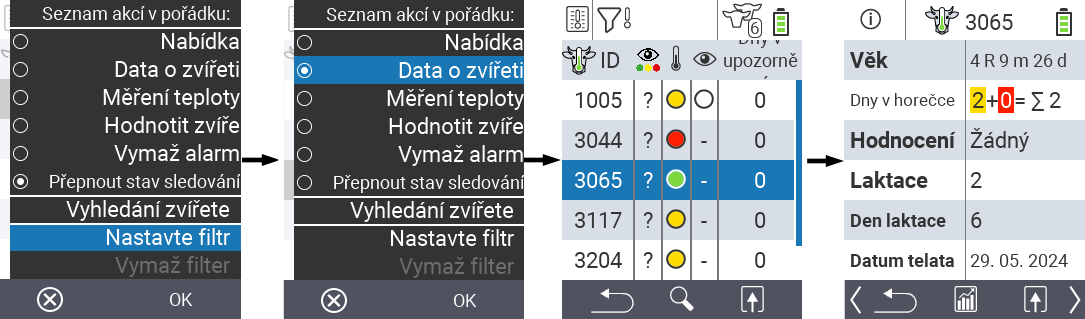 Seznam akcí v pořádku:
Nabídka
Data o zvířeti
Měření teploty
Hodnotit zvíře
Vymaž alarm
Přepnout stav sledování
Vyhledání zvířete
Nastavte filtr
Vymaž filter
OK
Seznam akcí v pořádku:
Nabídka
Data o zvířeti
Měření teploty
Hodnotit zvíře
Vymaž alarm
Přepnout stav sledování
Vyhledání zvířete
Nastavte filtr
Vymaž filter
OK
6
ID Dny v
upozorně
1005 ? 0
3044 ? - 0
3065 ? - 0
3117 ? - 0
3204 ? - 0
3065
Věk 4 R 9 m 26 d
Dny v horečce 2+0= ∑ 2
Hodnocení Žádný
Laktace 2
Den laktace 6
Datum telata 29. 05. 2024